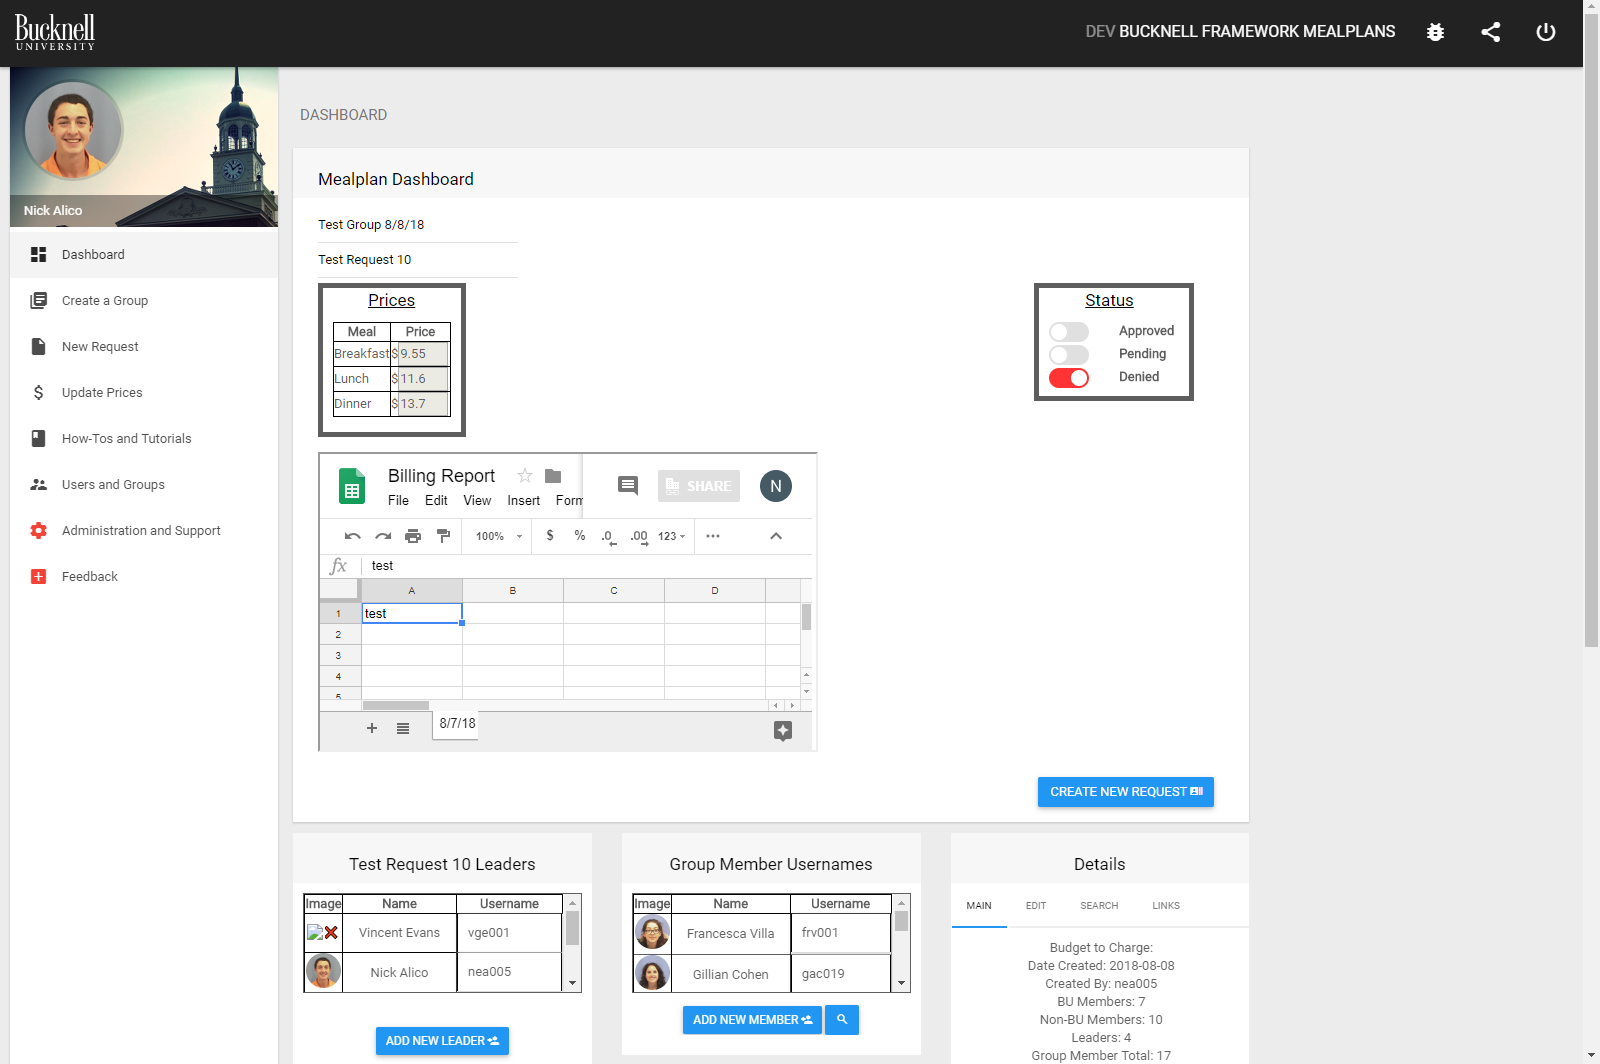 Bucknell
UNIVERSITY
DEV BUCKNELL FRAMEWORK MEALPLANS
Nick Alico
Dashboard
Create a Group
New Request
Update Prices
How-Tos and Tutorials
Users and Groups
Administration and Support
Feedback
DASHBOARD
Mealplan Dashboard
Test Group 8/8/18
Test Request 10
Prices
Meal Price
Breakfast $ 9.55
Lunch $ 11.6
Dinner $ 13.7
Status
Approved
Pending
Denied
Billing Report
File Edit View Insert Form
SHARE
N
100% $ % .0 .00 123
fx test
A B C D
1 test
2
3
4
5
8/7/18
CREATE NEW REQUEST
Test Request 10 Leaders
Image Name Username
Vincent Evans vge001
Nick Alico nea005
ADD NEW LEADER
Group Member Usernames
Image Name Username
Francesca Villa frv001
Gillian Cohen gac019
ADD NEW MEMBER
Details
MAIN EDIT SEARCH LINKS
Budget to Charge:
Date Created: 2018-08-08
Created By: nea005
BU Members: 7
Non-BU Members: 10
Leaders: 4
Group Member Total: 17